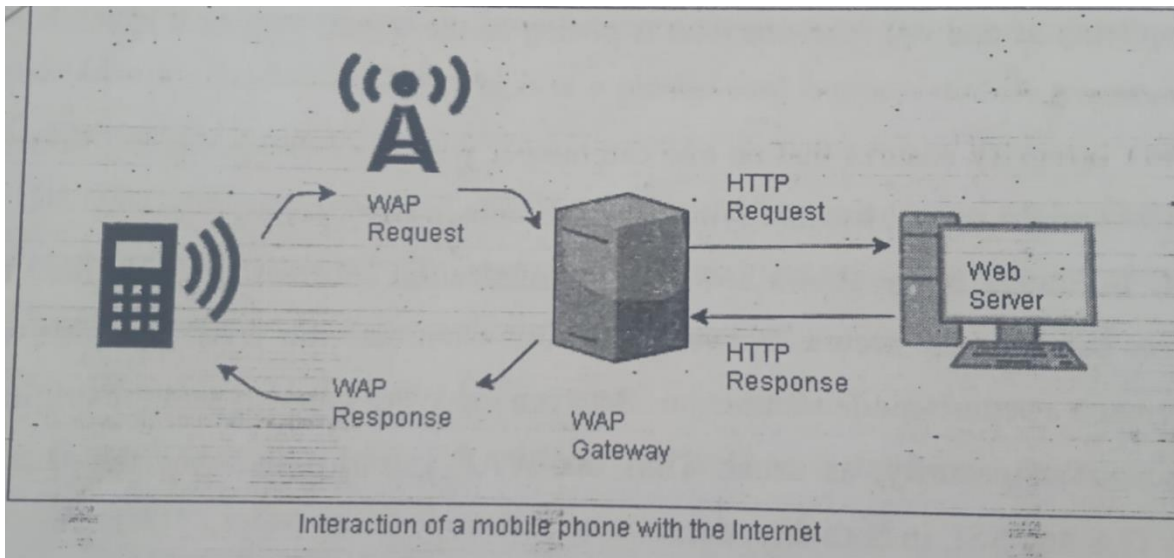 WAP
Request
HTTP
Request
Web
Server
HTTP
Response
WAP
Response
WAP
Gateway
Interaction of a mobile phone with the Internet